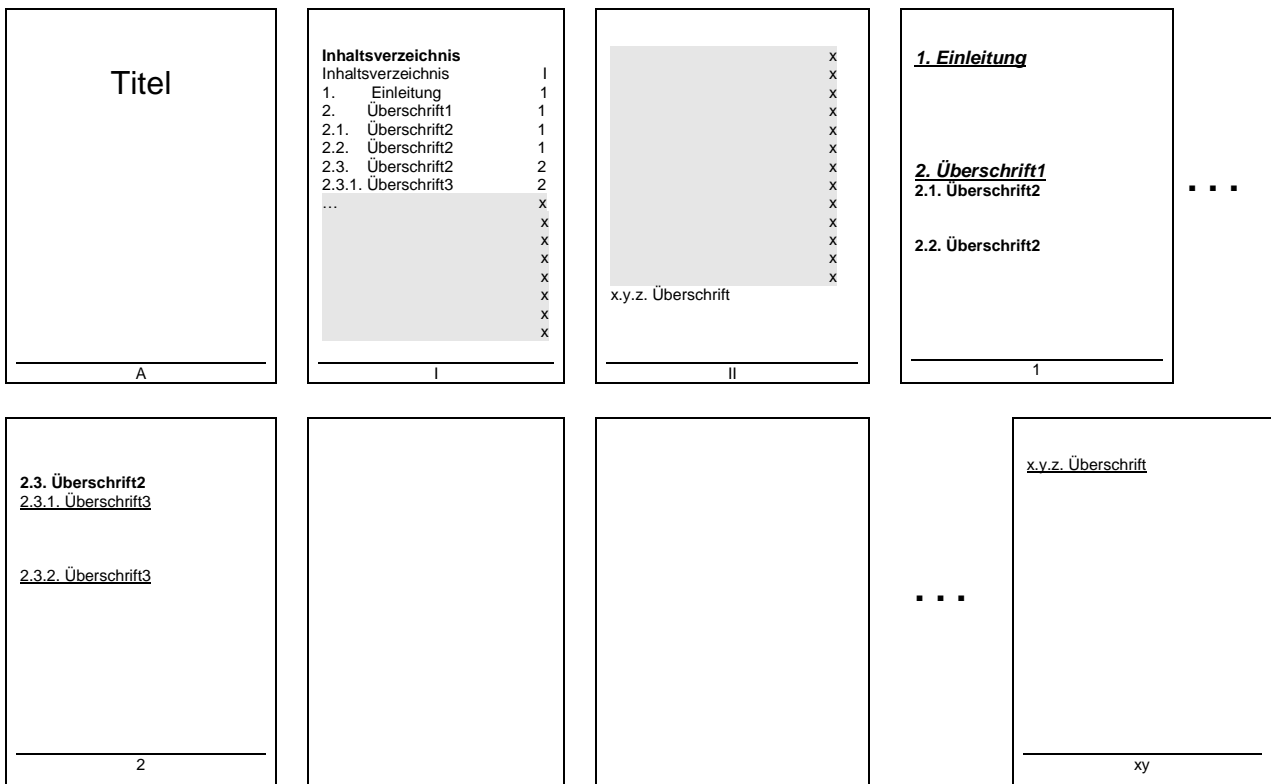 Titel
A
Inhaltsverzeichnis
Inhaltsverzeichnis I
1. Einleitung 1
2. Überschrift1 1
2.1. Überschrift2 1
2.2. Überschrift2 1
2.3. Überschrift2 2
2.3.1. Überschrift3 2
... x
x
x
x
x
x
x
x
I
x
x
x
x
x
x
x
x
x
x
x
x
x
x.y.z. Überschrift
II
1. Einleitung
2. Überschrift1
2.1. Überschrift2
2.2. Überschrift2
1
. . .
2.3. Überschrift2
2.3.1. Überschrift3
2.3.2. Überschrift3
2
. . .
x.y.z. Überschrift
xy